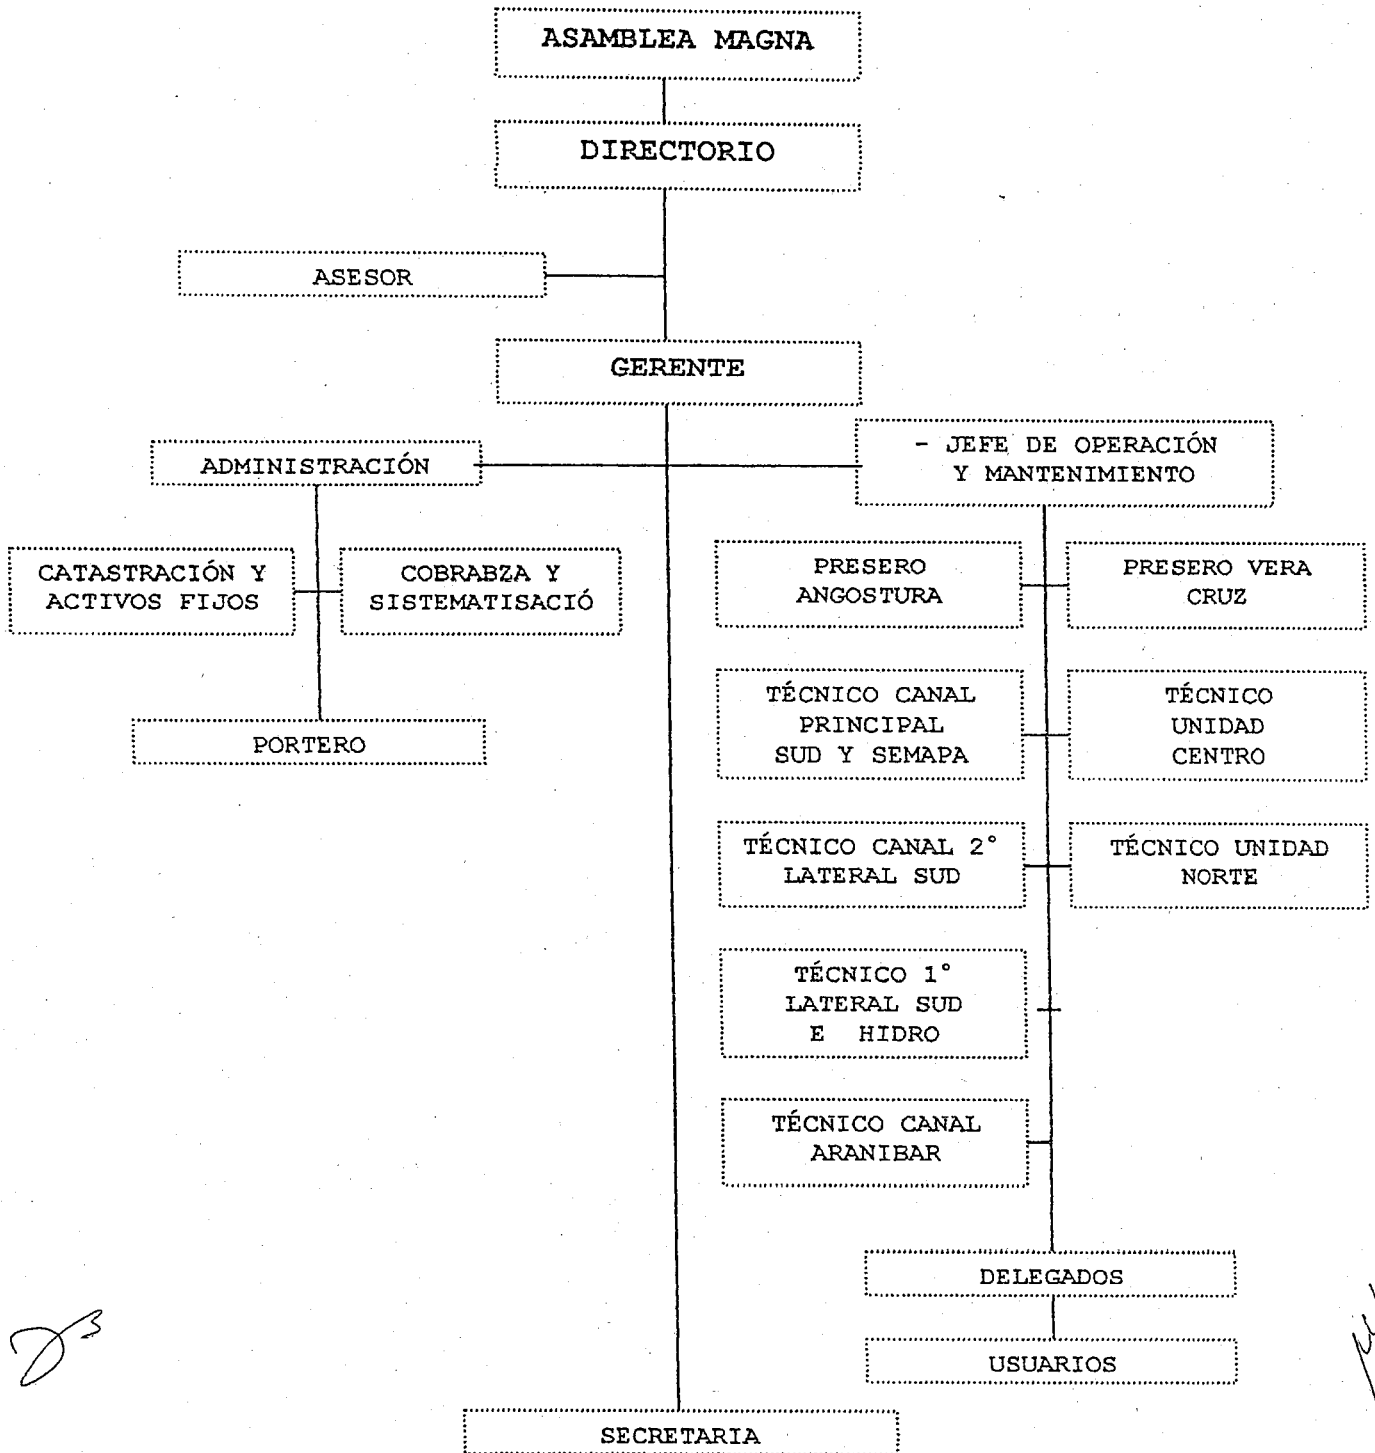 ASAMBLEA MAGNA
DIRECTORIO
ASESOR
GERENTE
ADMINISTRACIÓN
- JEFE DE OPERACIÓN
Y MANTENIMIENTO
CATASTRACIÓN Y
ACTIVOS FIJOS
COBRABZA Y
SISTEMATISACIÓ
PORTERO
PRESERO
ANGOSTURA
PRESERO VERA
CRUZ
TÉCNICO CANAL
PRINCIPAL
SUD Y SEMAPA
TÉCNICO
UNIDAD
CENTRO
TÉCNICO CANAL 2°
LATERAL SUD
TÉCNICO UNIDAD
NORTE
TÉCNICO 1°
LATERAL SUD
E HIDRO
TÉCNICO CANAL
ARANIBAR
DELEGADOS
USUARIOS
SECRETARIA